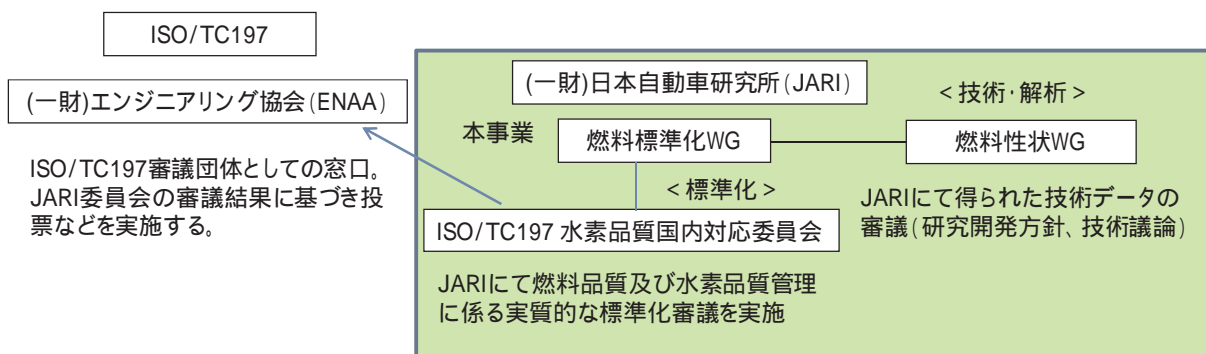 ISO/TC197
(一財)エンジニアリング協会(ENAA)
ISO/TC197審議団体としての窓口。
JARI委員会の審議結果に基づき投
票などを実施する。
(一財)日本自動車研究所(JARI)
<技術・解析>
本事業
燃料標準化WG
燃料性状WG
<標準化>
ISO/TC197 水素品質国内対応委員会
JARIにて燃料品質及び水素品質管理
に係る実質的な標準化審議を実施
JARIにて得られた技術データの
審議(研究開発方針、技術議論)